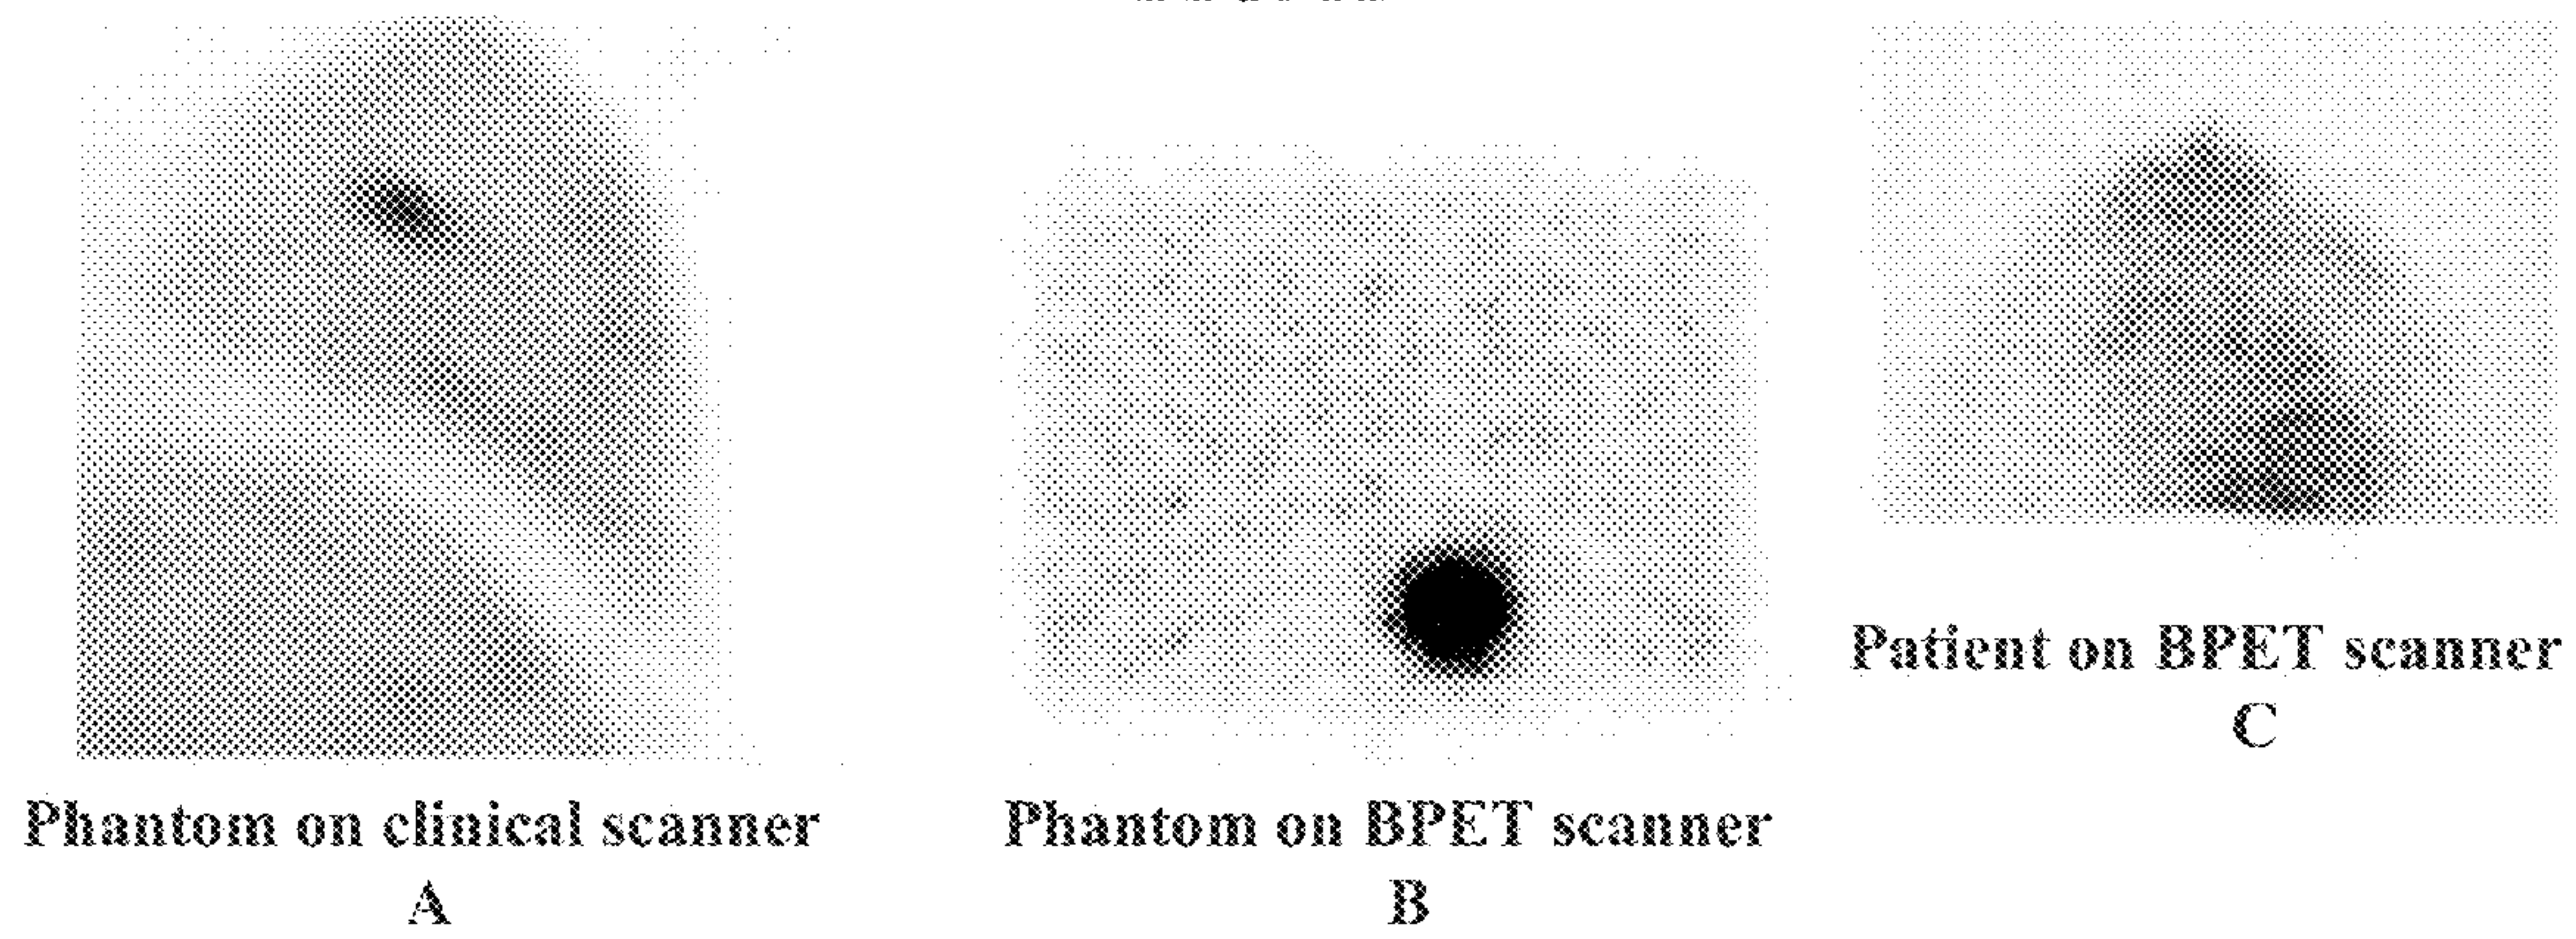 Phantom on clinical scanner
A
Phantom on BPET scanner
B
Patient on BPET scanner
C